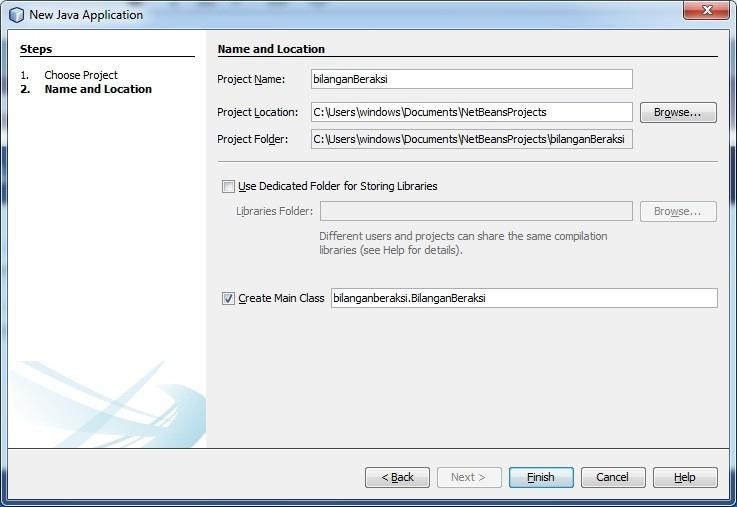 New Java Application
Steps
1. Choose Project
2. Name and Location
Name and Location
Project Name: bilanganBeraksi
Project Location: C:\Users\windows\Documents\NetBeansProjects Browse...
Project Folder: C:\Users\windows\Documents\NetBeansProjects\bilanganBeraksi
Use Dedicated Folder for Storing Libraries
Libraries Folder: Browse...
Different users and projects can share the same compilation
libraries (see Help for details).
Create Main Class bilanganberaksi.BilanganBeraksi
< Back Next > Finish Cancel Help